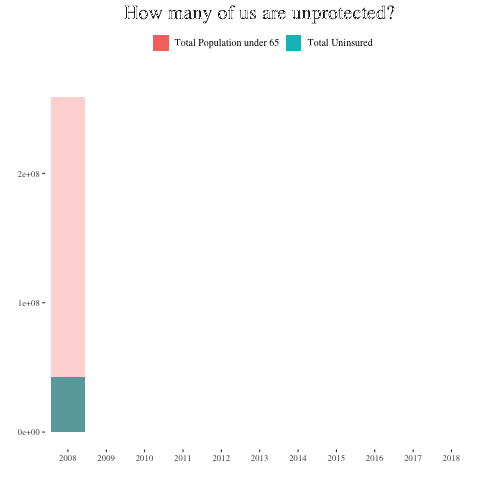 How many of us are unprotected?
Total Population under 65 Total Uninsured
2e+08
1e+08
0e+00
2008 2009 2010 2011 2012 2013 2014 2015 2016 2017 2018